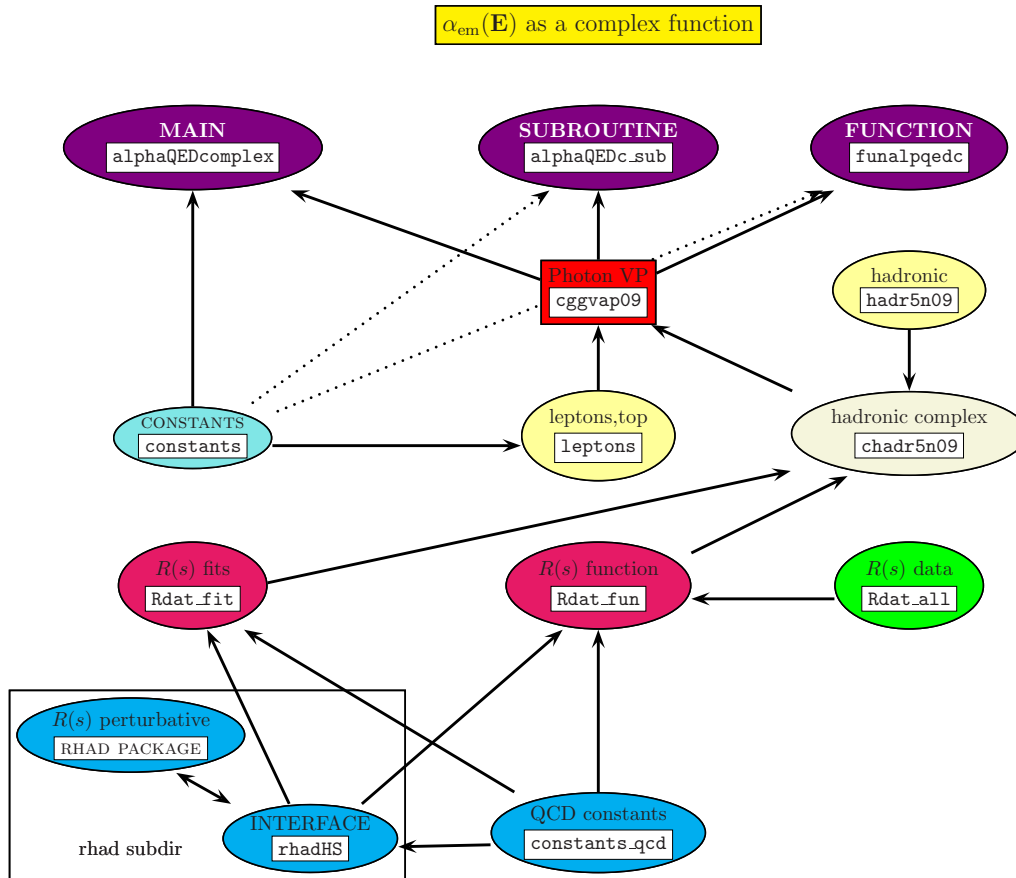 α_em(E) as a complex function
MAIN
alphaQEDcomplex
SUBROUTINE
alphaQEDc_sub
FUNCTION
funalpqedc
Photon VP
cggvap09
hadronic
hadr5n09
CONSTANTS
constants
leptons,top
leptons
hadronic complex
chadr5n09
R(s) fits
Rdat_fit
R(s) function
Rdat_fun
R(s) data
Rdat_all
R(s) perturbative
RHAD PACKAGE
INTERFACE
rhadHS
QCD constants
constants_qcd
rhad subdir